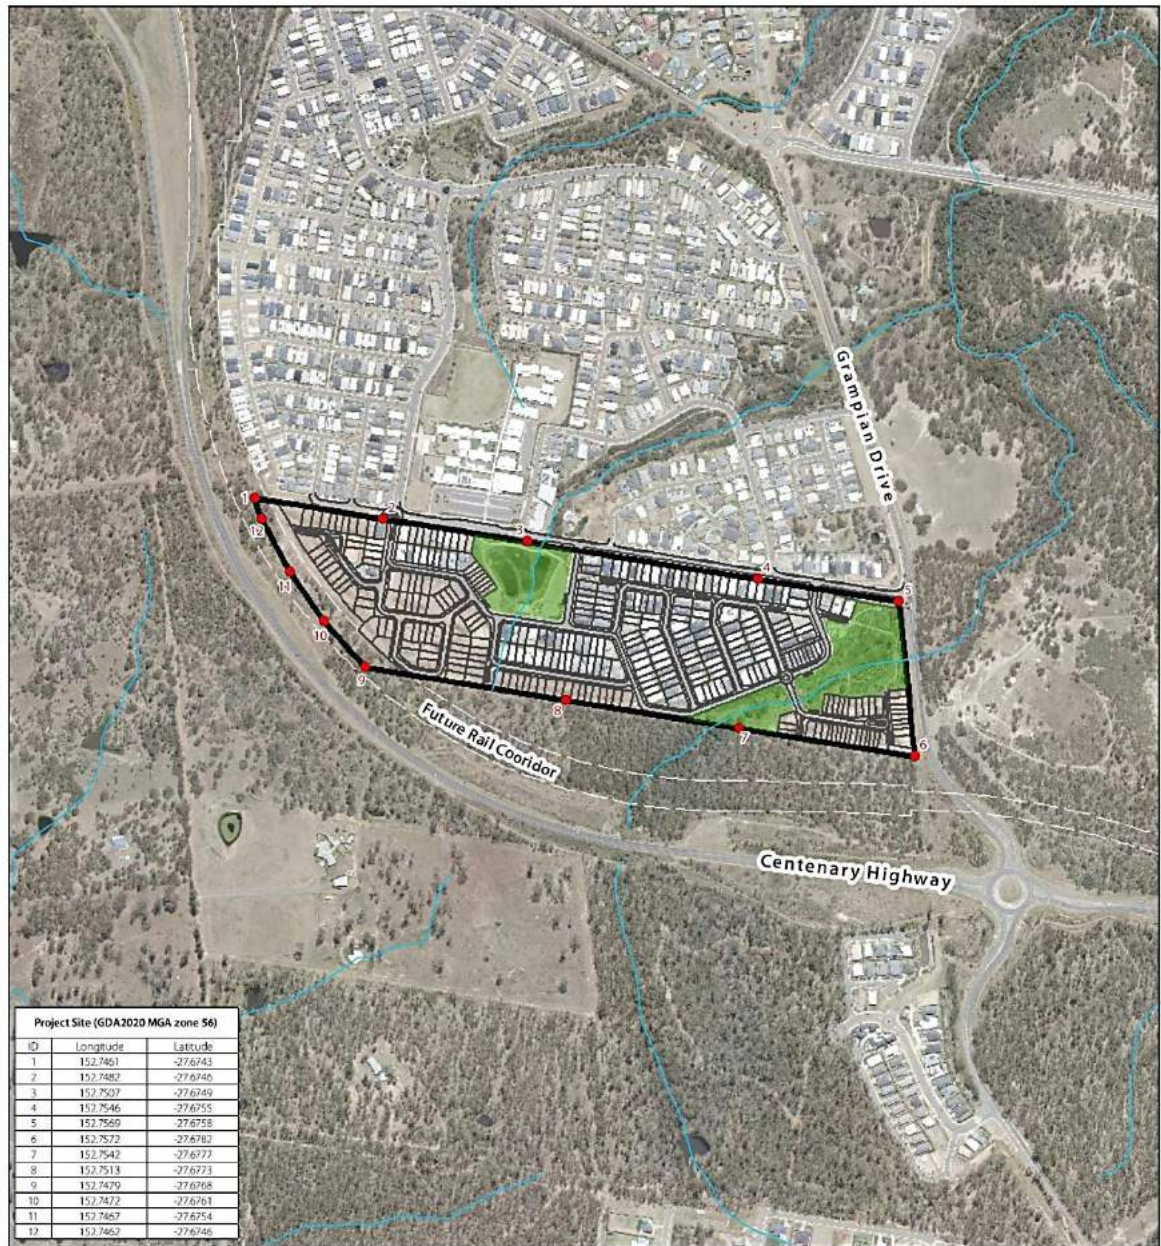 Grampian Drive
1
2
3
4
5
12
11
10
9
8
7
6
Future Rail Cooridor
Centenary Highway
Project Site (GDA2020 MGA zone 56)
ID Longitude Latitude
1 152.7461 -27.6743
2 152.7482 -27.6746
3 152.7507 -27.6749
4 152.7546 -27.6755
5 152.7569 -27.6758
6 152.7572 -27.6782
7 152.7542 -27.6777
8 152.7513 -27.6773
9 152.7479 -27.6768
10 152.7472 -27.6761
11 152.7467 -27.6754
12 152.7462 -27.6746